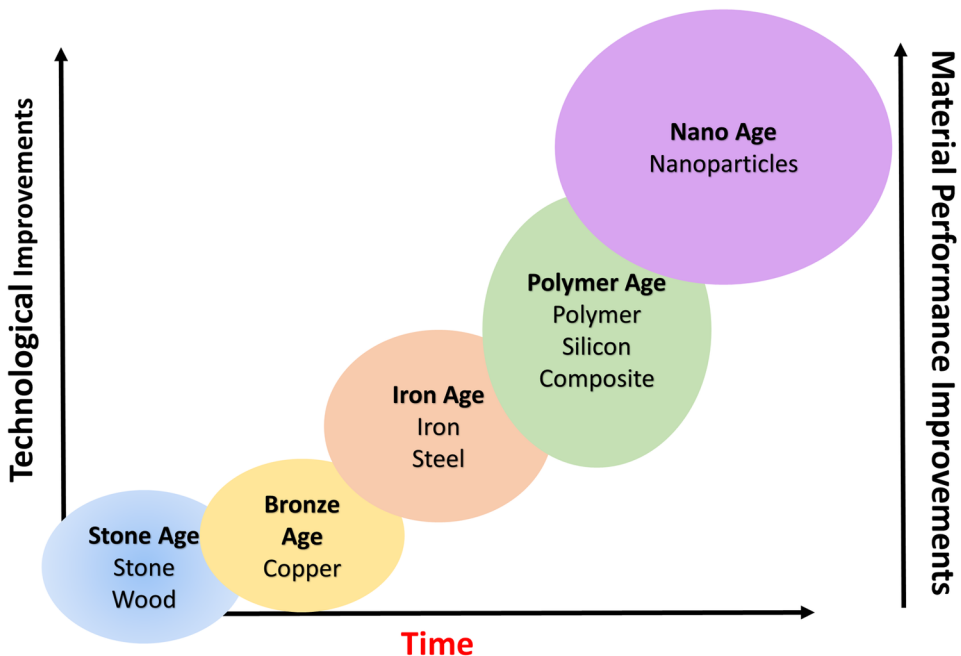 Technological Improvements
Material Performance Improvements
Nano Age
Nanoparticles
Polymer Age
Polymer
Silicon
Composite
Iron Age
Iron
Steel
Bronze
Age
Copper
Stone Age
Stone
Wood
Time